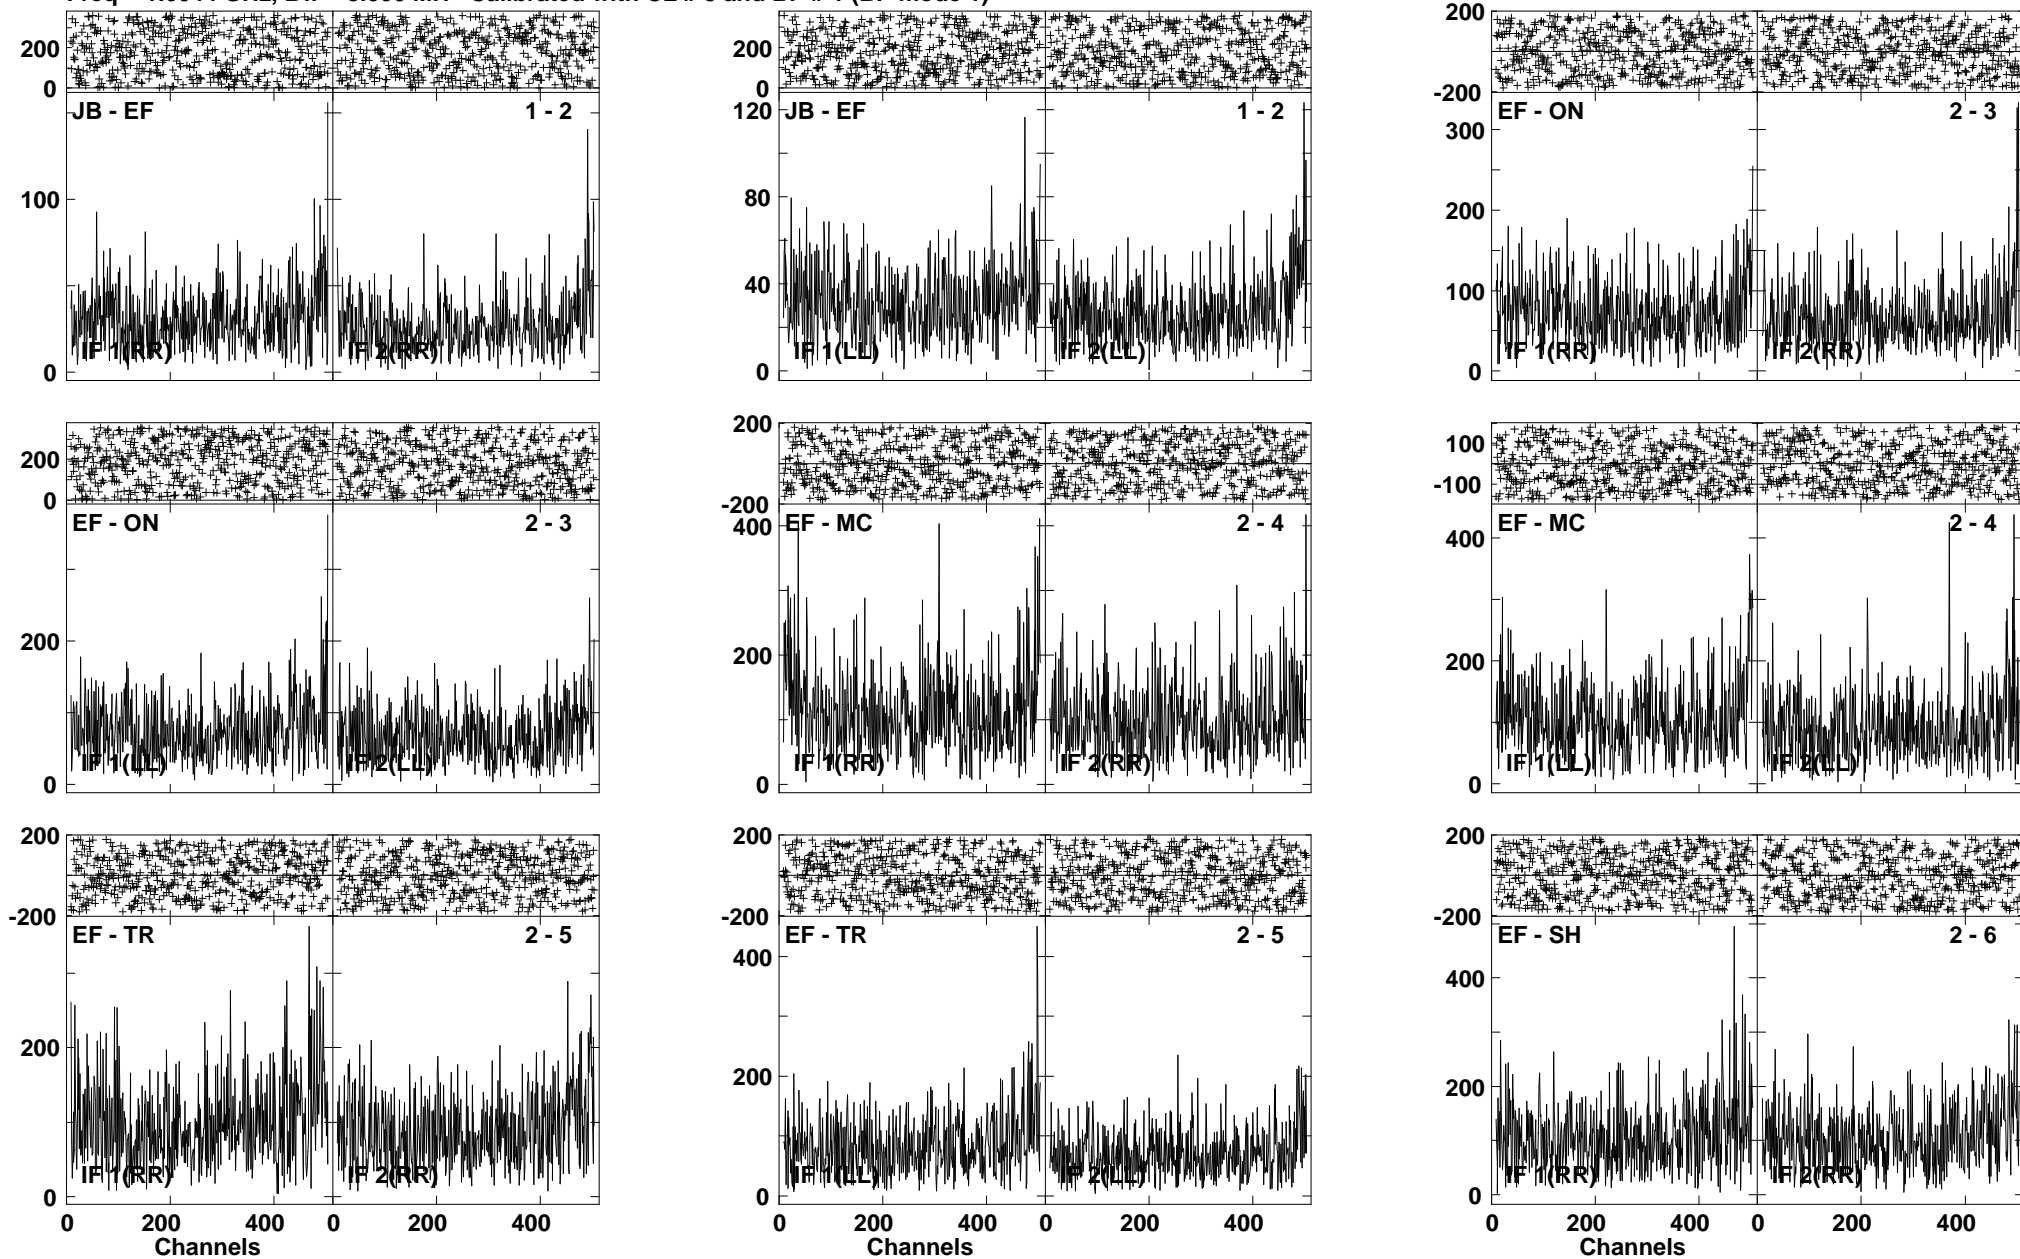 200 200 200
0 0 -200
JB - EF 1 - 2 JB - EF 1 - 2 EF - ON 2 - 3
120 300
100 80 200
40 100
0 0 0
IF 1(RR) IF 2(RR) IF 1(LL) IF 2(LL) IF 1(RR) IF 2(RR)
200 200 100
0 -200 -100
EF - ON 2 - 3 EF - MC 2 - 4 EF - MC 2 - 4
400 400
200 200 200
0 0 0
IF 1(LL) IF 2(LL) IF 1(RR) IF 2(RR) IF 1(LL) IF 2(LL)
200 200 200
-200 -200 -200
EF - TR 2 - 5 EF - TR 2 - 5 EF - SH 2 - 6
400 400
200 200 200
0 0 0
IF 1(RR) IF 2(RR) IF 1(LL) IF 2(LL) IF 1(RR) IF 2(RR)
0 200 400 0 200 400 0 200 400 0 200 400 0 200 400 0 200 400
Channels Channels Channels